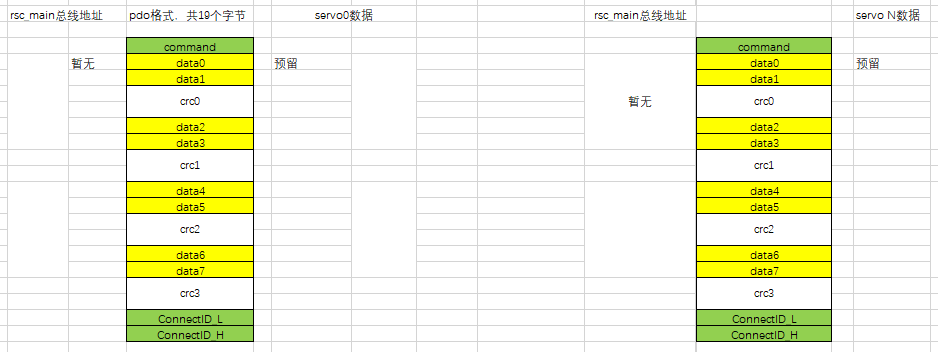 rsc_main总线地址 pdo格式，共19个字节 servo0数据 rsc_main总线地址 servo N数据
command command
暂无 data0 预留 data0 预留
data1 data1
crc0 暂无 crc0
data2 data2
data3 data3
crc1 crc1
data4 data4
data5 data5
crc2 crc2
data6 data6
data7 data7
crc3 crc3
ConnectID_L ConnectID_L
ConnectID_H ConnectID_H